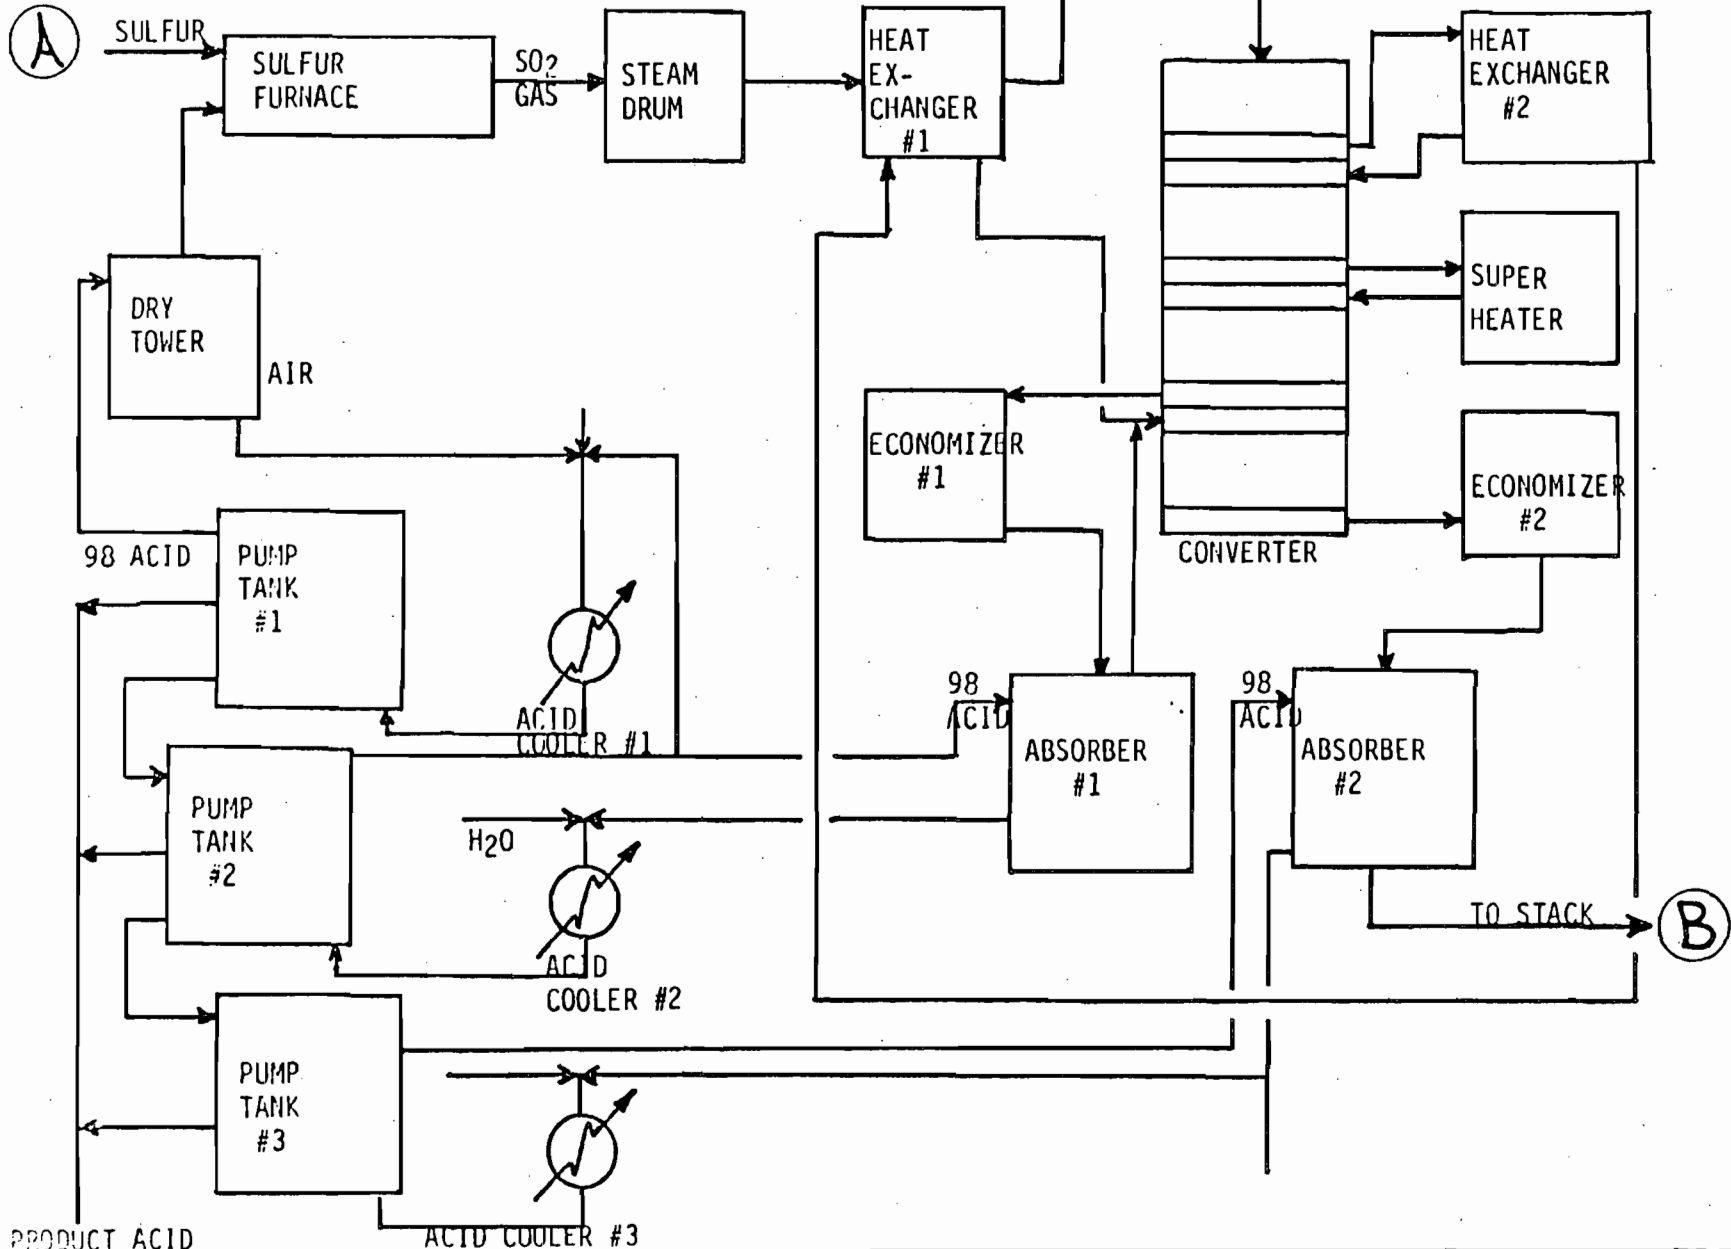 A
SULFUR
SULFUR
FURNACE
SO2
GAS
STEAM
DRUM
HEAT
EX-
CHANGER
#1
HEAT
EXCHANGER
#2
DRY
TOWER
AIR
SUPER
HEATER
ECONOMIZER
#1
ECONOMIZER
#2
CONVERTER
98 ACID
PUMP
TANK
#1
ACID
COOLER #1
98
ACID
ABSORBER
#1
98
ACID
ABSORBER
#2
PUMP
TANK
#2
H2O
ACID
COOLER #2
TO STACK
B
PUMP
TANK
#3
PRODUCT ACID
ACID COOLER #3